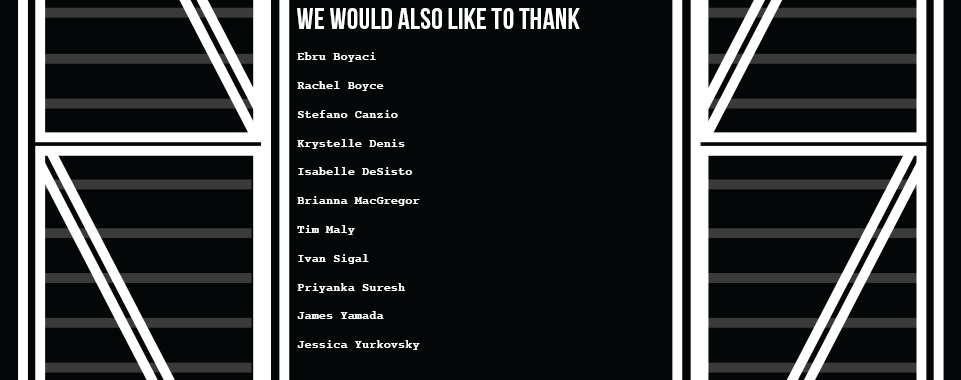 WE WOULD ALSO LIKE TO THANK
Ebru Boyaci
Rachel Boyce
Stefano Canzio
Krystelle Denis
Isabelle DeSisto
Brianna MacGregor
Tim Maly
Ivan Sigal
Priyanka Suresh
James Yamada
Jessica Yurkovsky